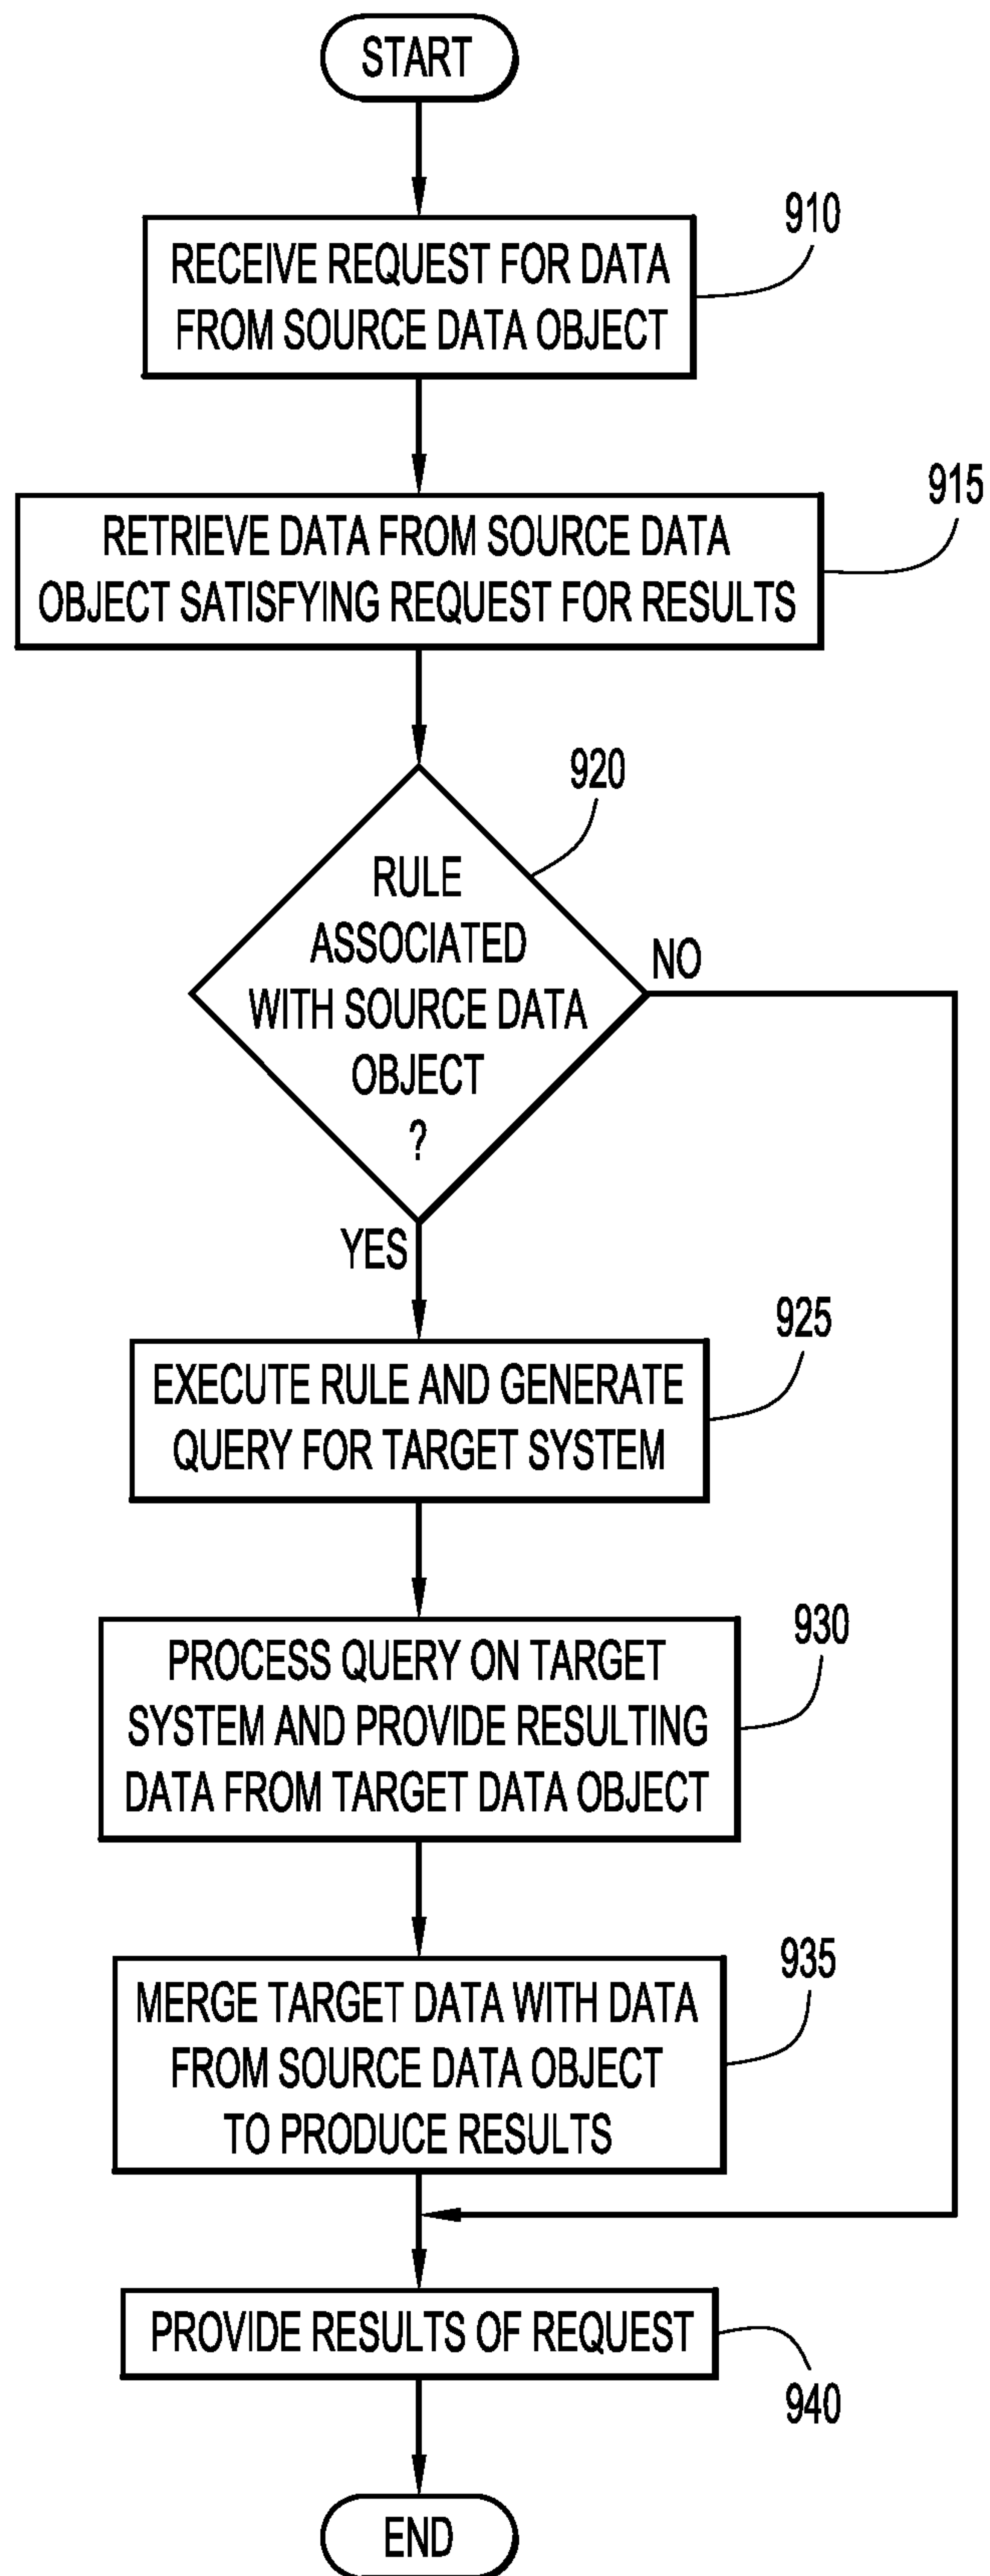 START
910
RECEIVE REQUEST FOR DATA
FROM SOURCE DATA OBJECT
915
RETRIEVE DATA FROM SOURCE DATA
OBJECT SATISFYING REQUEST FOR RESULTS
920
RULE
ASSOCIATED
WITH SOURCE DATA
OBJECT
?
NO
YES
925
EXECUTE RULE AND GENERATE
QUERY FOR TARGET SYSTEM
930
PROCESS QUERY ON TARGET
SYSTEM AND PROVIDE RESULTING
DATA FROM TARGET DATA OBJECT
935
MERGE TARGET DATA WITH DATA
FROM SOURCE DATA OBJECT
TO PRODUCE RESULTS
PROVIDE RESULTS OF REQUEST
940
END